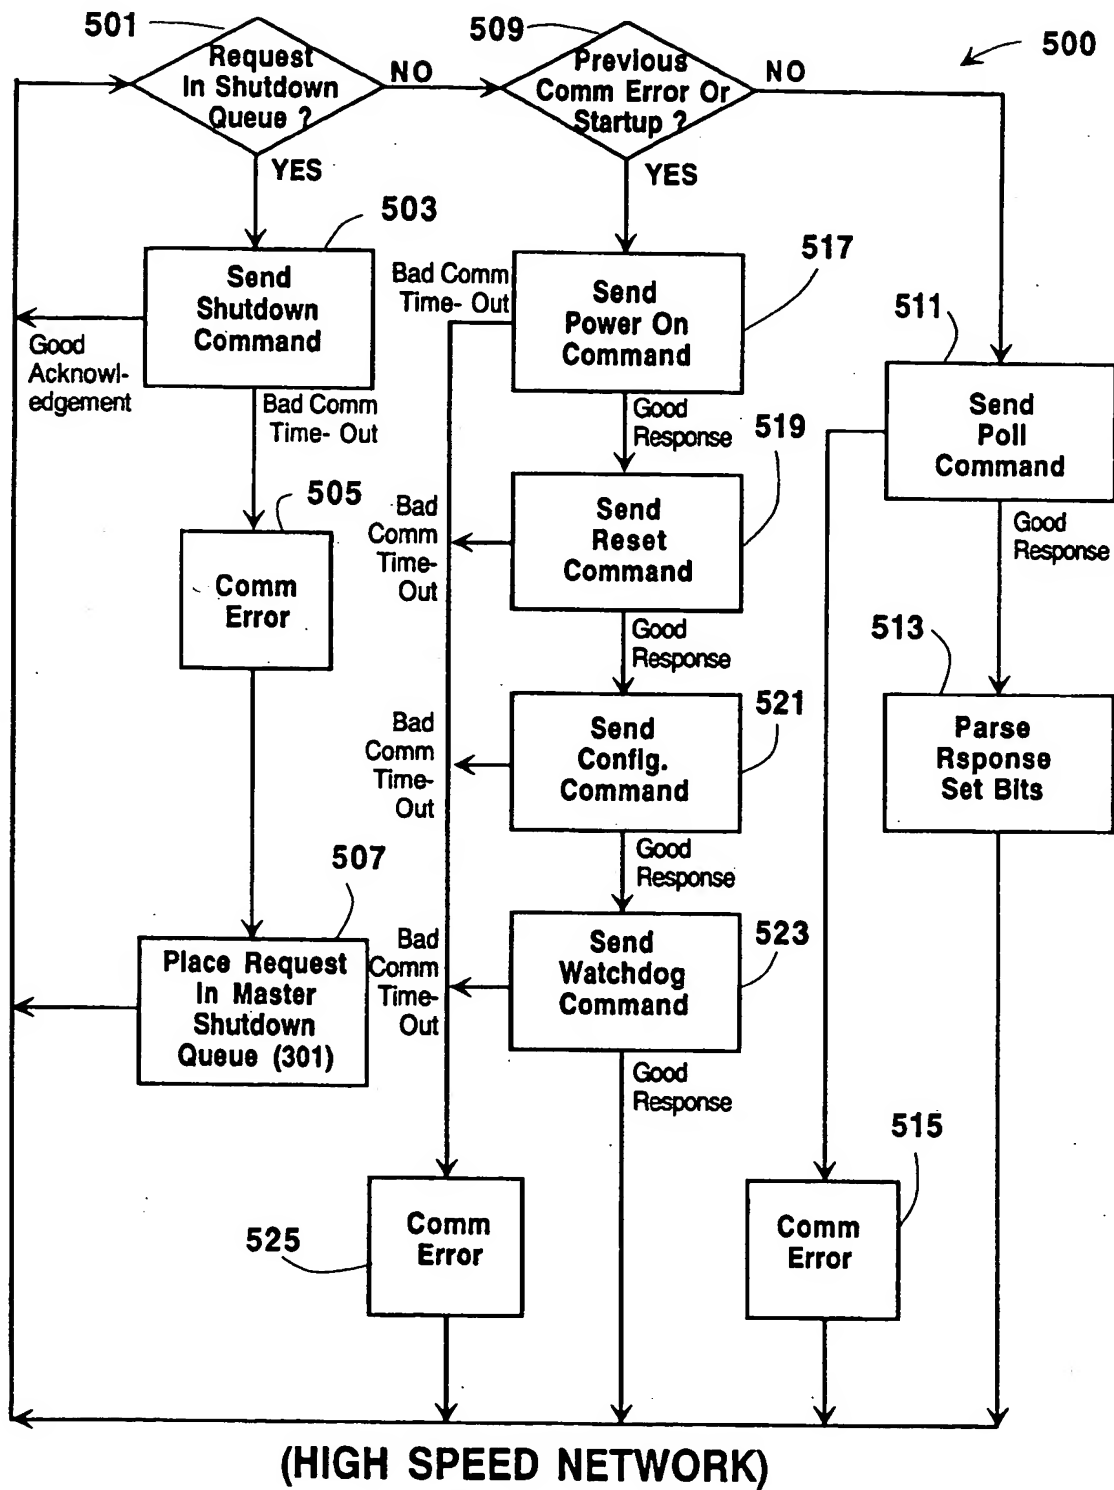 501
Request
In Shutdown
Queue ?
NO
YES
509
Previous
Comm Error Or
Startup ?
NO
YES
500
503
Send
Shutdown
Command
Good
Acknowl-
edgement
Bad Comm
Time- Out
505
Comm
Error
507
Place Request
In Master
Shutdown
Queue (301)
Bad Comm
Time- Out
517
Send
Power On
Command
Good
Response
519
Send
Reset
Command
Bad
Comm
Time-
Out
Good
Response
521
Send
Config.
Command
Bad
Comm
Time-
Out
Good
Response
523
Send
Watchdog
Command
Bad
Comm
Time-
Out
Good
Response
525
Comm
Error
511
Send
Poll
Command
Good
Response
513
Parse
Rsponse
Set Bits
515
Comm
Error
(HIGH SPEED NETWORK)